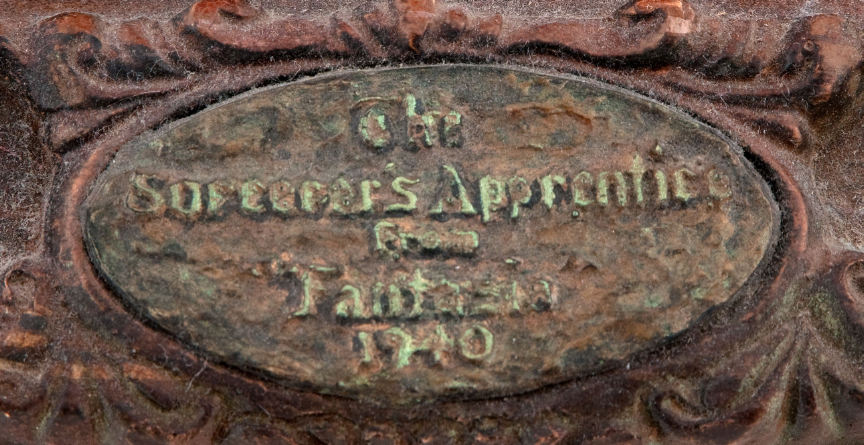 The
Sorcerer's Apprentice
from
Fantasia
1940